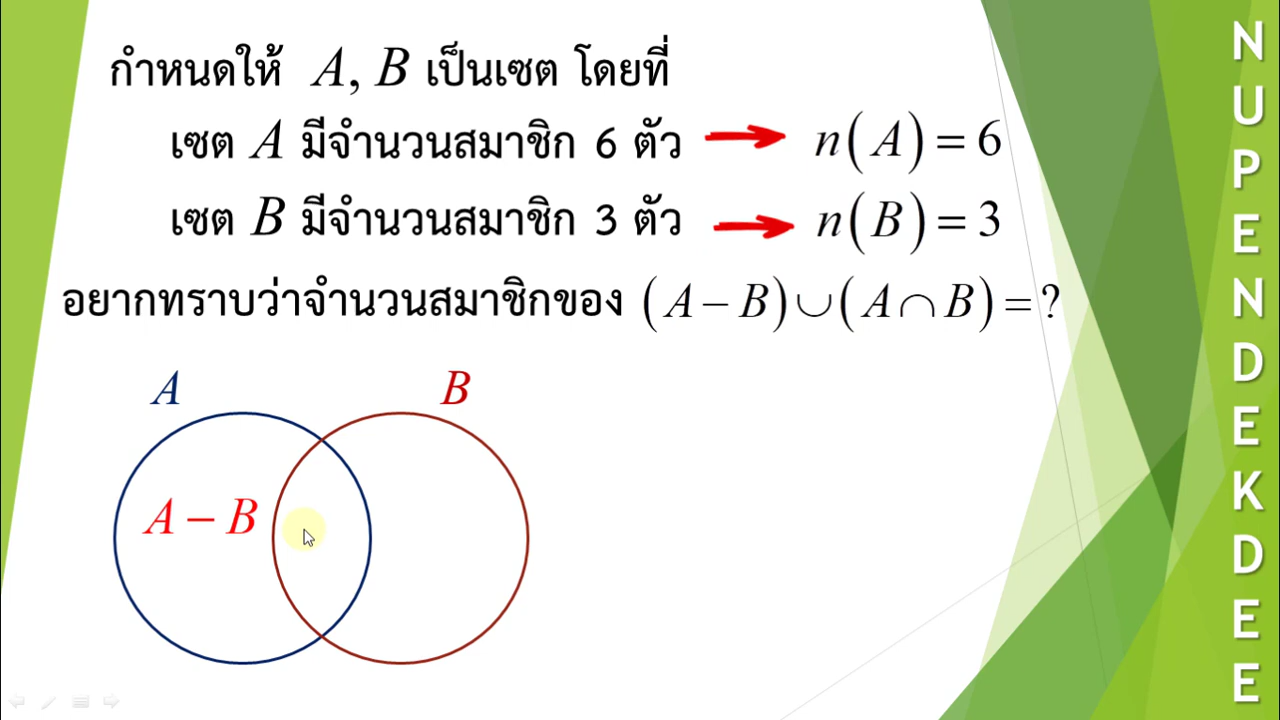 กำหนดให้ A, B เป็นเซต โดยที่
เซต A มีจำนวนสมาชิก 6 ตัว n(A) = 6
เซต B มีจำนวนสมาชิก 3 ตัว n(B) = 3
อยากทราบว่าจำนวนสมาชิกของ (A − B) ∪ (A ∩ B) = ?
A B
A − B
NUPENDEKDEE